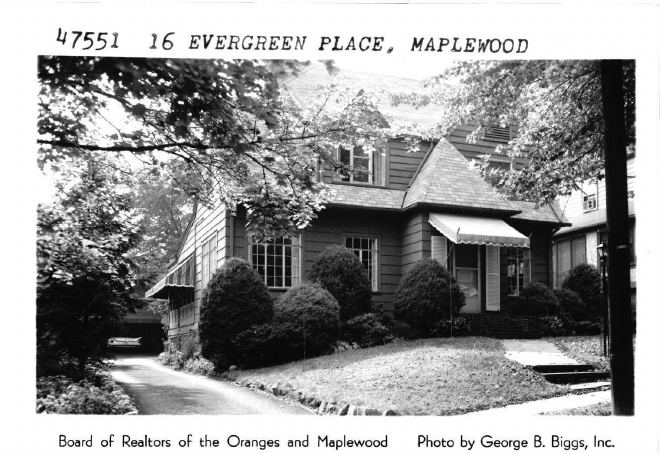 47551 16 EVERGREEN PLACE, MAPLEWOOD
Board of Realtors of the Oranges and Maplewood Photo by George B. Biggs, Inc.